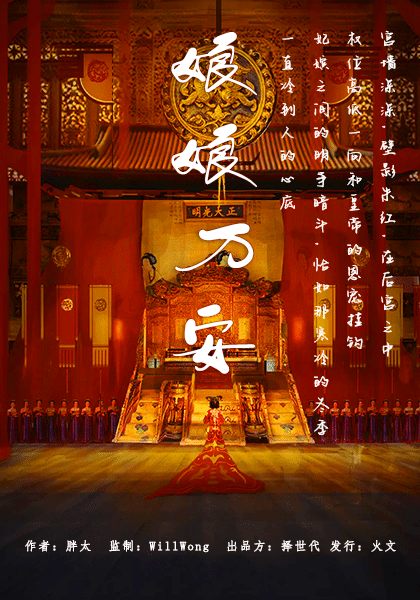 宫墙深深·壁影朱红·在后宫之中
权位高低一向和皇帝的恩宠挂钩
妃嫔之间的明争暗斗·恰如那寒冷的冬季
一直冷到人的心底
娘娘万安
正大光明
作者：胖太 监制：WillWong 出品方：择世代 发行：火文